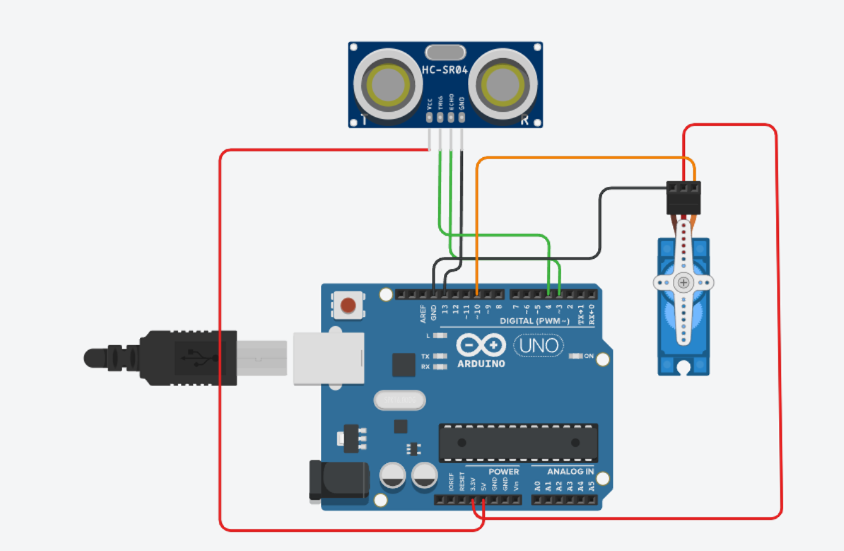 HC-SR04
VCC
TRIG
ECHO
GND
T
R
AREF
GND
13
12
~11
~10
~9
8
7
~6
~5
4
~3
2
TX→1
RX←0
DIGITAL (PWM~)
L
TX
RX
UNO
ARDUINO
ON
POWER
ANALOG IN
IOREF
RESET
3.3V
5V
GND
GND
Vin
A0
A1
A2
A3
A4
A5